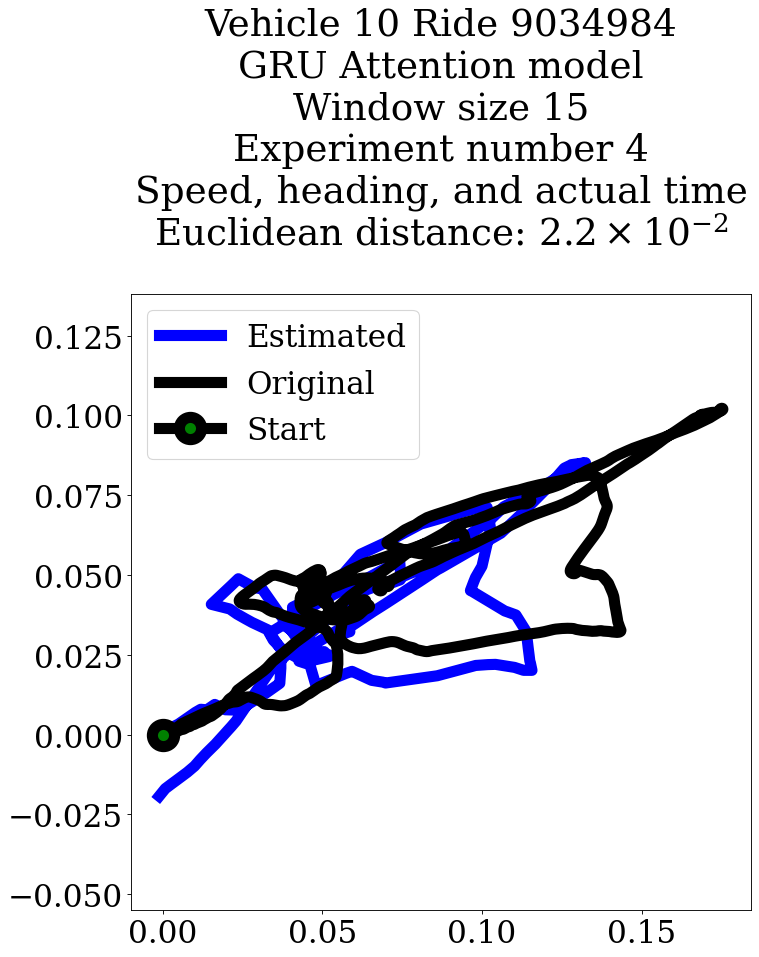 Vehicle 10 Ride 9034984
GRU Attention model
Window size 15
Experiment number 4
Speed, heading, and actual time
Euclidean distance: 2.2 × 10⁻²
Estimated
Original
Start
0.125
0.100
0.075
0.050
0.025
0.000
−0.025
−0.050
0.00 0.05 0.10 0.15